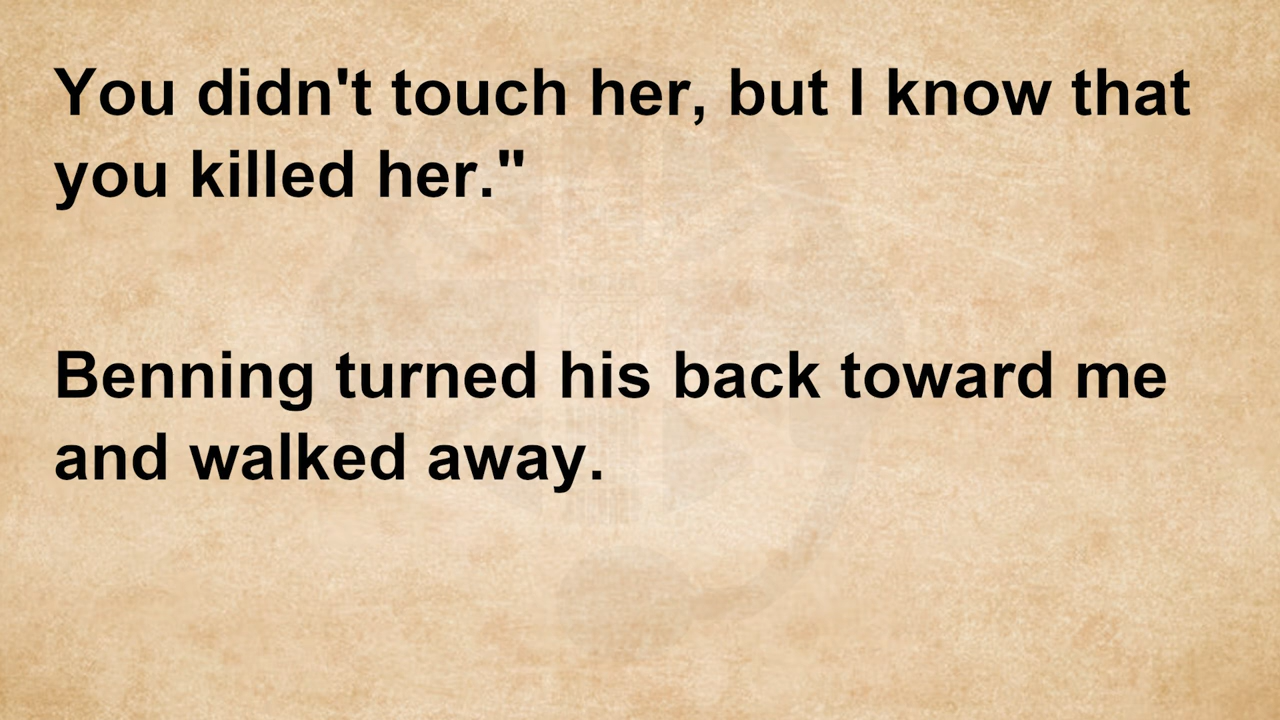 You didn't touch her, but I know that
you killed her."
Benning turned his back toward me
and walked away.